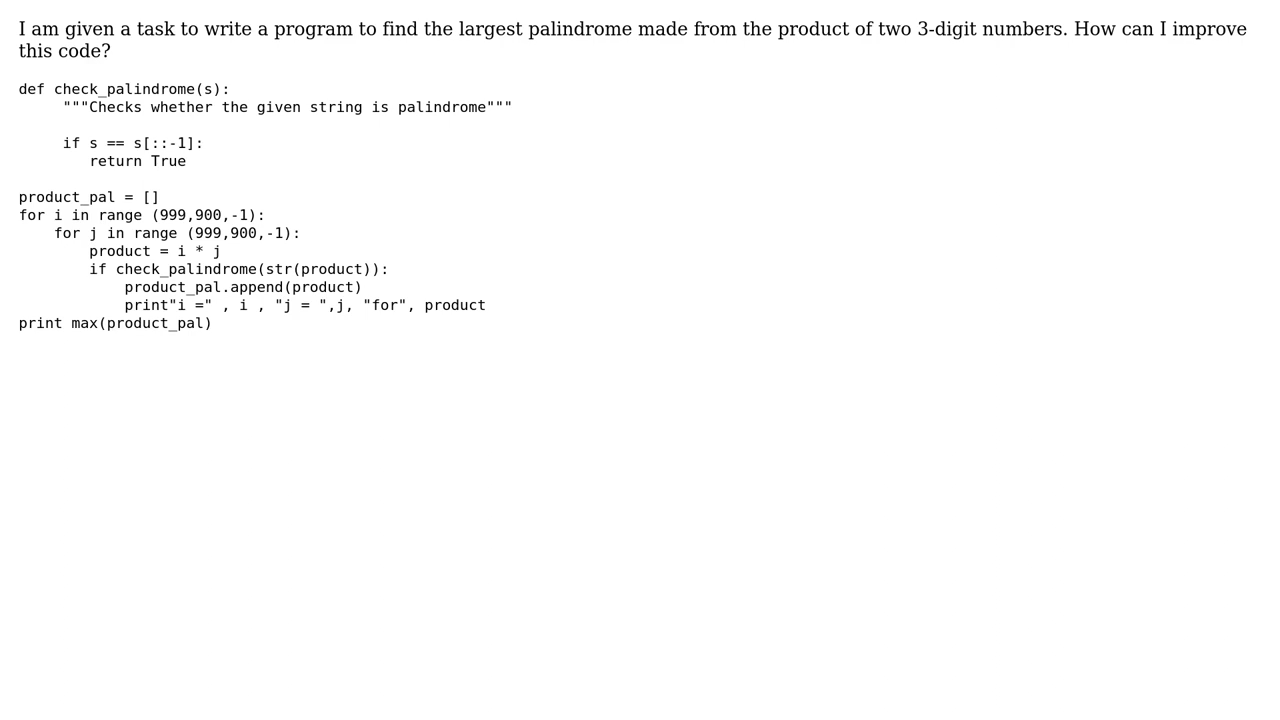 I am given a task to write a program to find the largest palindrome made from the product of two 3-digit numbers. How can I improve
this code?
def check_palindrome(s):
     """Checks whether the given string is palindrome"""
     if s == s[::-1]:
        return True
product_pal = []
for i in range (999,900,-1):
    for j in range (999,900,-1):
        product = i * j
        if check_palindrome(str(product)):
            product_pal.append(product)
            print"i =" , i , "j = ",j, "for", product
print max(product_pal)